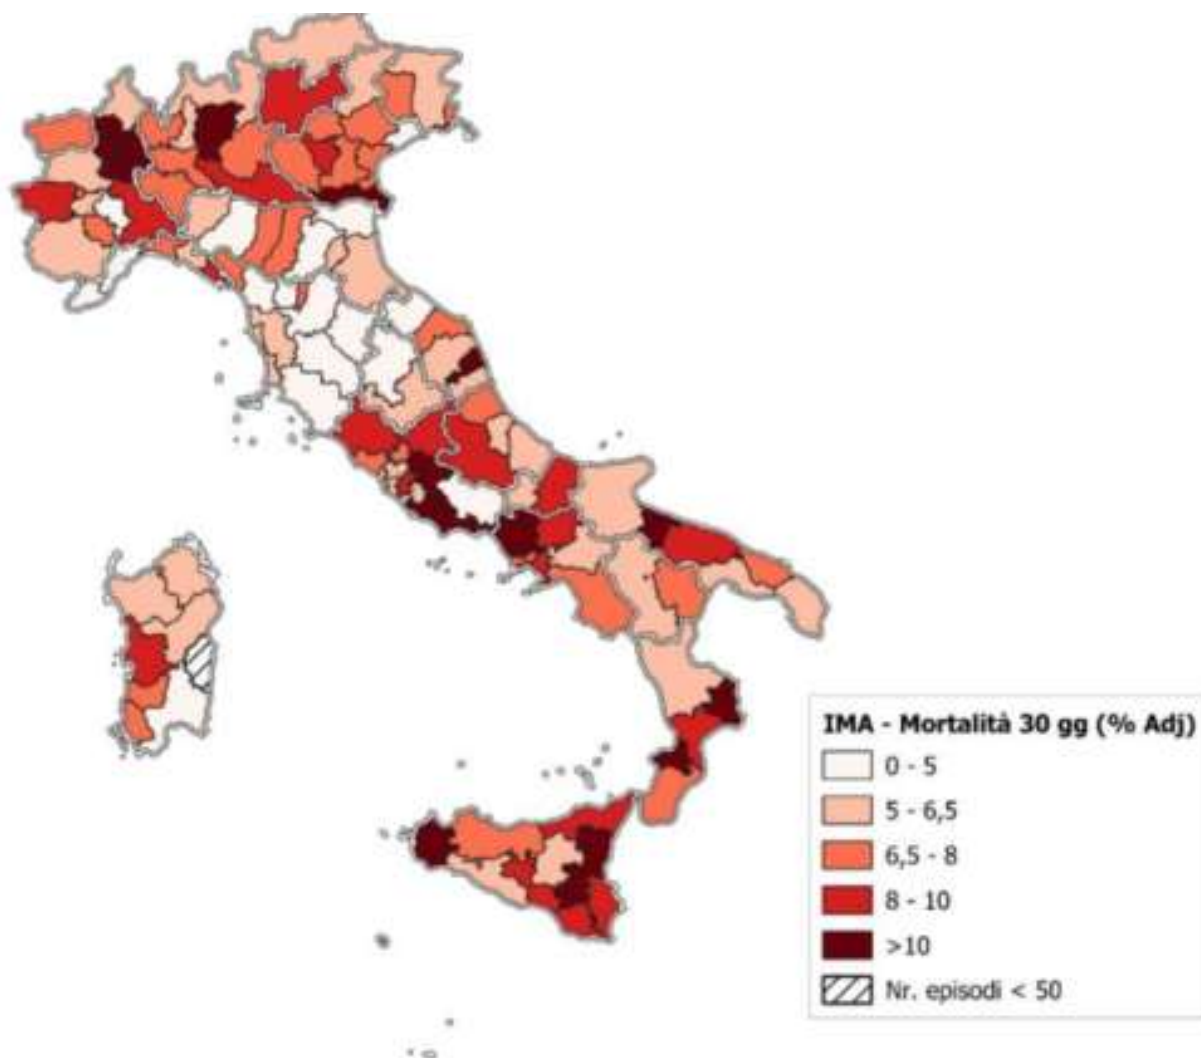 IMA - Mortalità 30 gg (% Adj)
0 - 5
5 - 6,5
6,5 - 8
8 - 10
>10
Nr. episodi < 50